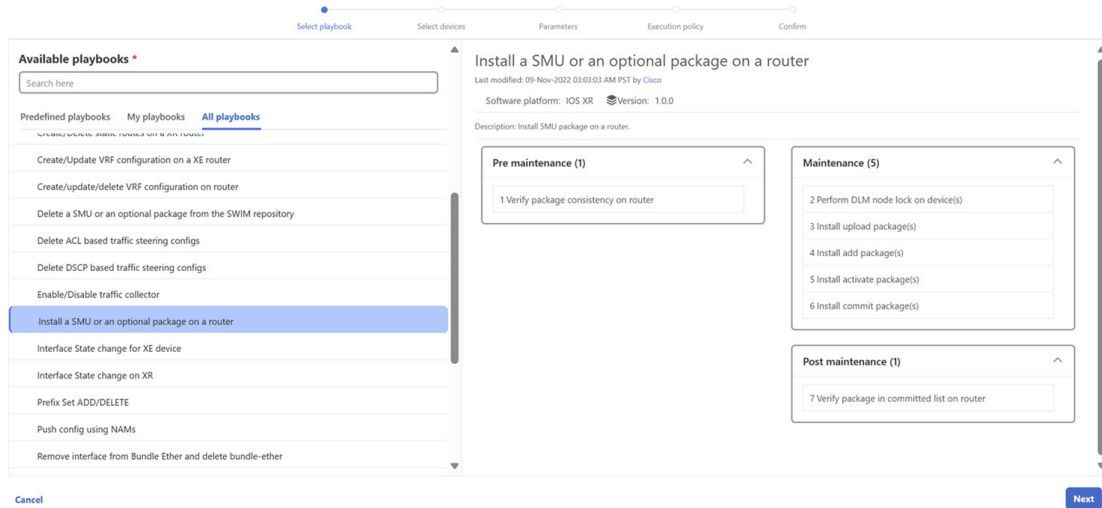 Select playbook
Select devices
Parameters
Execution policy
Confirm
Available playbooks *
Search here
Predefined playbooks
My playbooks
All playbooks
Create/Delete static routes on a XR router
Create/Update VRF configuration on a XE router
Create/update/delete VRF configuration on router
Delete a SMU or an optional package from the SWIM repository
Delete ACL based traffic steering configs
Delete DSCP based traffic steering configs
Enable/Disable traffic collector
Install a SMU or an optional package on a router
Interface State change for XE device
Interface State change on XR
Prefix Set ADD/DELETE
Push config using NAMs
Remove interface from Bundle Ether and delete bundle-ether
Install a SMU or an optional package on a router
Last modified: 09-Nov-2022 03:03:03 AM PST by Cisco
Software platform: IOS XR Version: 1.0.0
Description: Install SMU package on a router.
Pre maintenance (1)
1 Verify package consistency on router
Maintenance (5)
2 Perform DLM node lock on device(s)
3 Install upload package(s)
4 Install add package(s)
5 Install activate package(s)
6 Install commit package(s)
Post maintenance (1)
7 Verify package in committed list on router
Cancel
Next